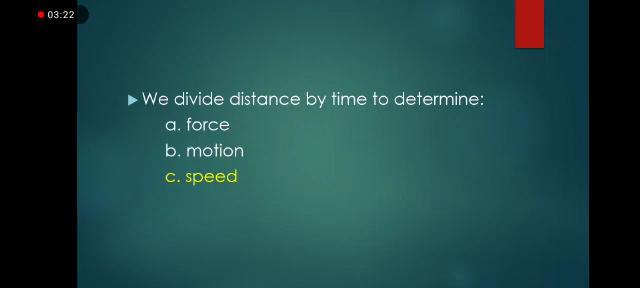 03:22
We divide distance by time to determine:
a. force
b. motion
c. speed